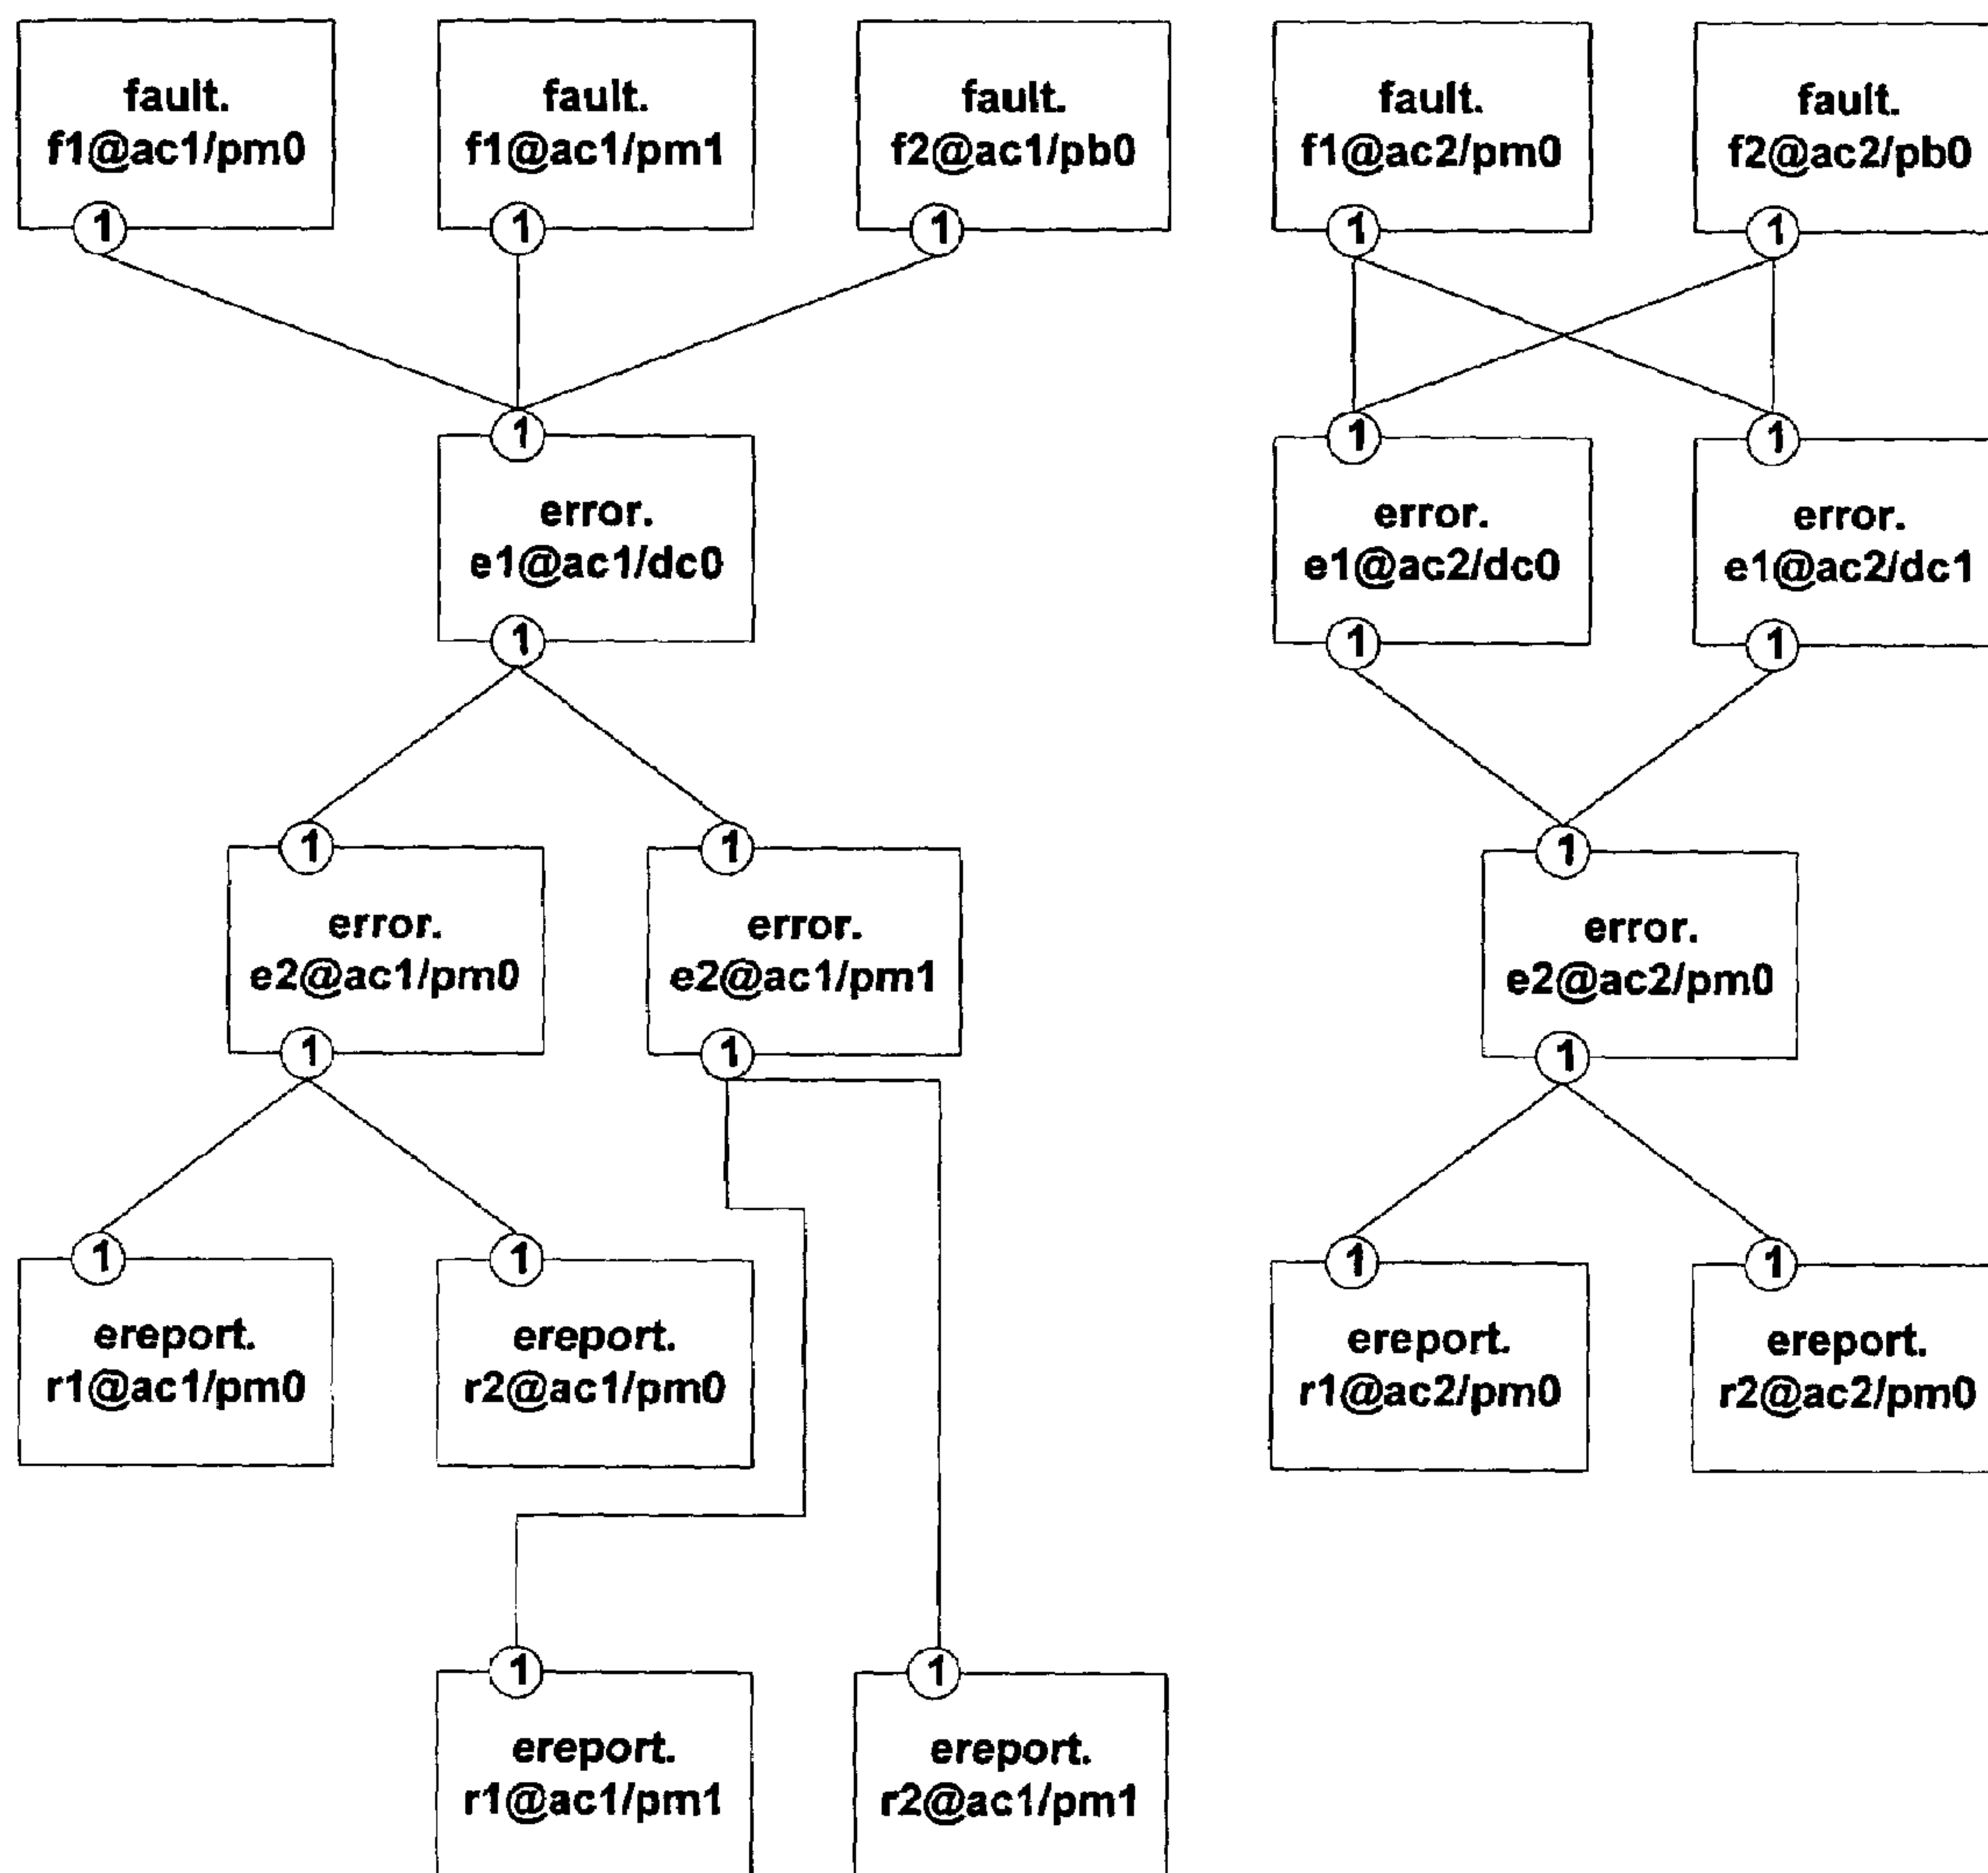 fault.
f1@ac1/pm0
fault.
f1@ac1/pm1
fault.
f2@ac1/pb0
fault.
f1@ac2/pm0
fault.
f2@ac2/pb0
1
1
1
1
1
1
1
1
error.
e1@ac1/dc0
error.
e1@ac2/dc0
error.
e1@ac2/dc1
1
1
1
1
1
1
error.
e2@ac1/pm0
error.
e2@ac1/pm1
error.
e2@ac2/pm0
1
1
1
1
1
1
1
ereport.
r1@ac1/pm0
ereport.
r2@ac1/pm0
ereport.
r1@ac2/pm0
ereport.
r2@ac2/pm0
1
1
ereport.
r1@ac1/pm1
ereport.
r2@ac1/pm1